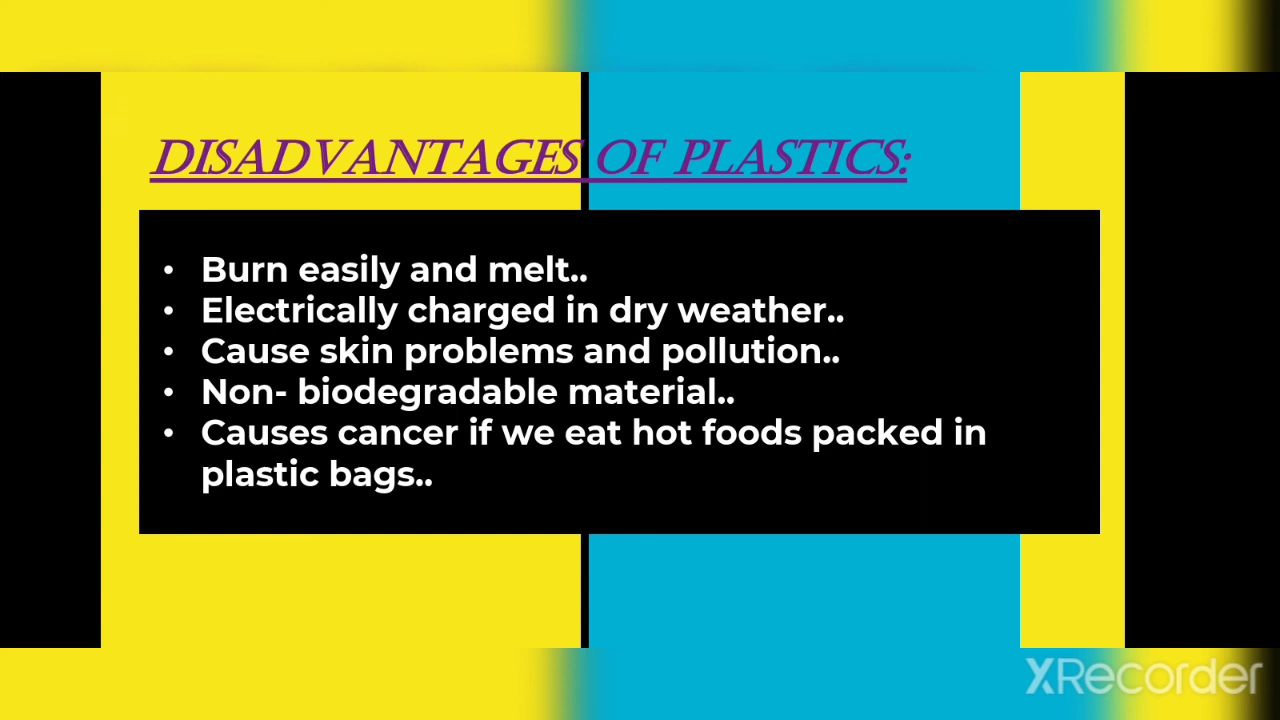 DISADVANTAGES OF PLASTICS:
• Burn easily and melt..
• Electrically charged in dry weather..
• Cause skin problems and pollution..
• Non- biodegradable material..
• Causes cancer if we eat hot foods packed in
plastic bags..
XRecorder